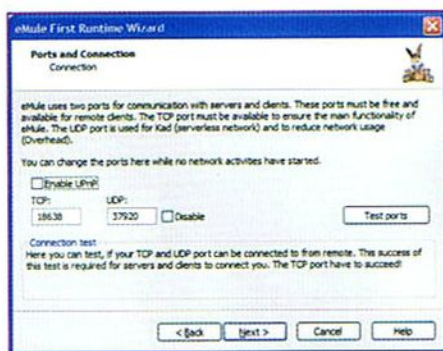 eMule First Runtime Wizard
Ports and Connection
Connection
eMule uses two ports for communication with servers and clients. These ports must be free and
available for remote clients. The TCP port must be available to ensure the main functionality of
eMule. The UDP port is used for Kad (serverless network) and to reduce network usage
(Overhead).
You can change the ports here while no network activities have started.
Enable UPnP
TCP: UDP:
18638 37920 Disable Test ports
Connection test
Here you can test, if your TCP and UDP port can be connected to from remote. This success of
this test is required for servers and clients to connect you. The TCP port have to succeed!
< Back Next > Cancel Help